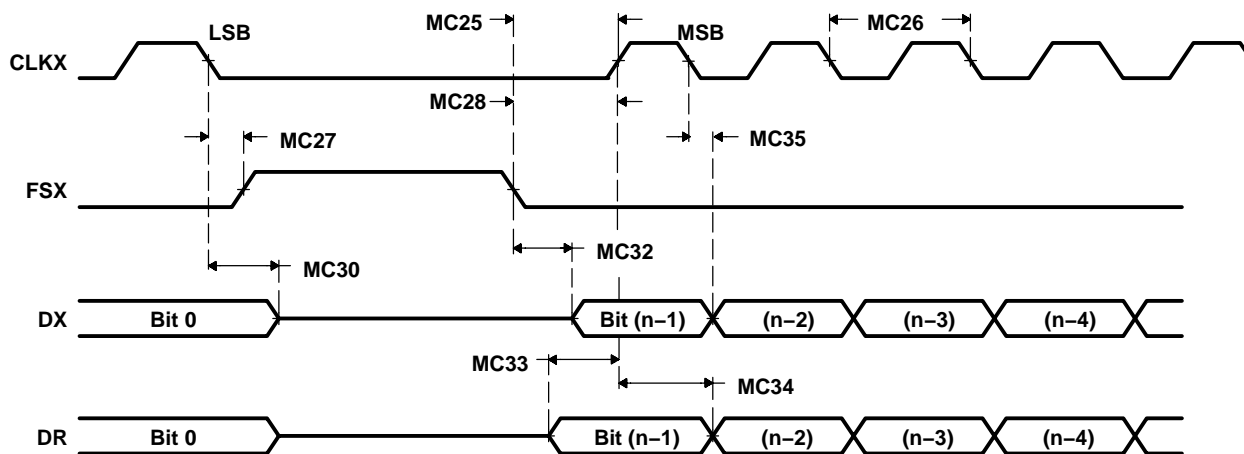 MC25
LSB
MSB
MC26
CLKX
MC28
MC27
MC35
FSX
MC32
MC30
DX
Bit 0
Bit (n−1)
(n−2)
(n−3)
(n−4)
MC33
MC34
DR
Bit 0
Bit (n−1)
(n−2)
(n−3)
(n−4)